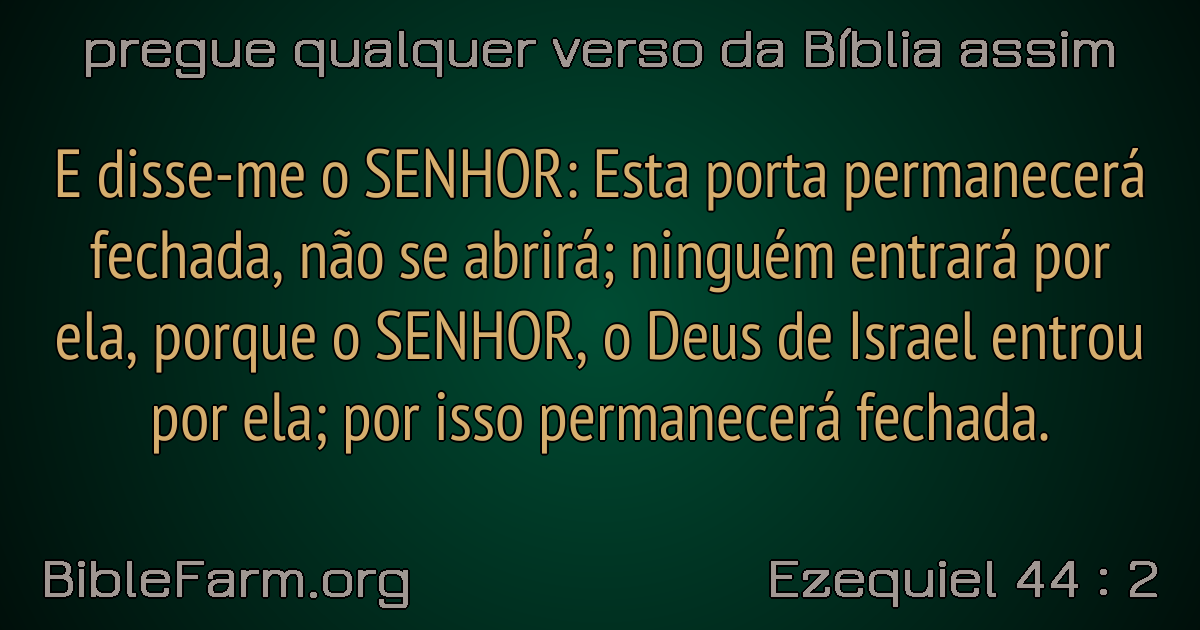 pregue qualquer verso da Bíblia assim
E disse-me o SENHOR: Esta porta permanecerá
fechada, não se abrirá; ninguém entrará por
ela, porque o SENHOR, o Deus de Israel entrou
por ela; por isso permanecerá fechada.
BibleFarm.org
Ezequiel 44 : 2